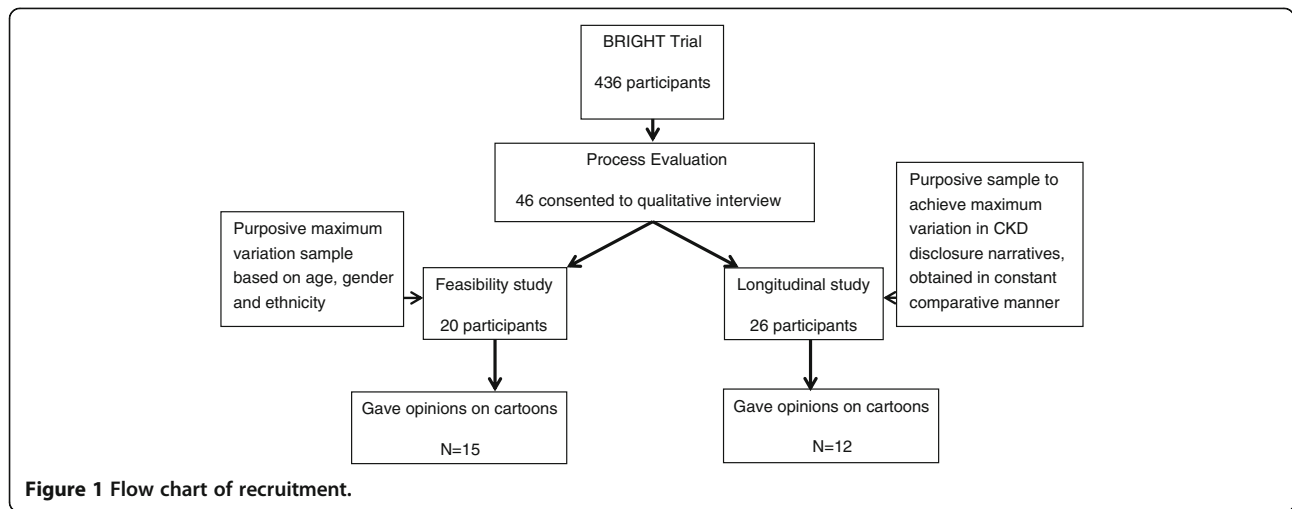 BRIGHT Trial
436 participants
Process Evaluation
46 consented to qualitative interview
Purposive maximum
variation sample
based on age, gender
and ethnicity
Feasibility study
20 participants
Longitudinal study
26 participants
Purposive sample to
achieve maximum
variation in CKD
disclosure narratives,
obtained in constant
comparative manner
Gave opinions on cartoons
N=15
Gave opinions on cartoons
N=12
Figure 1 Flow chart of recruitment.